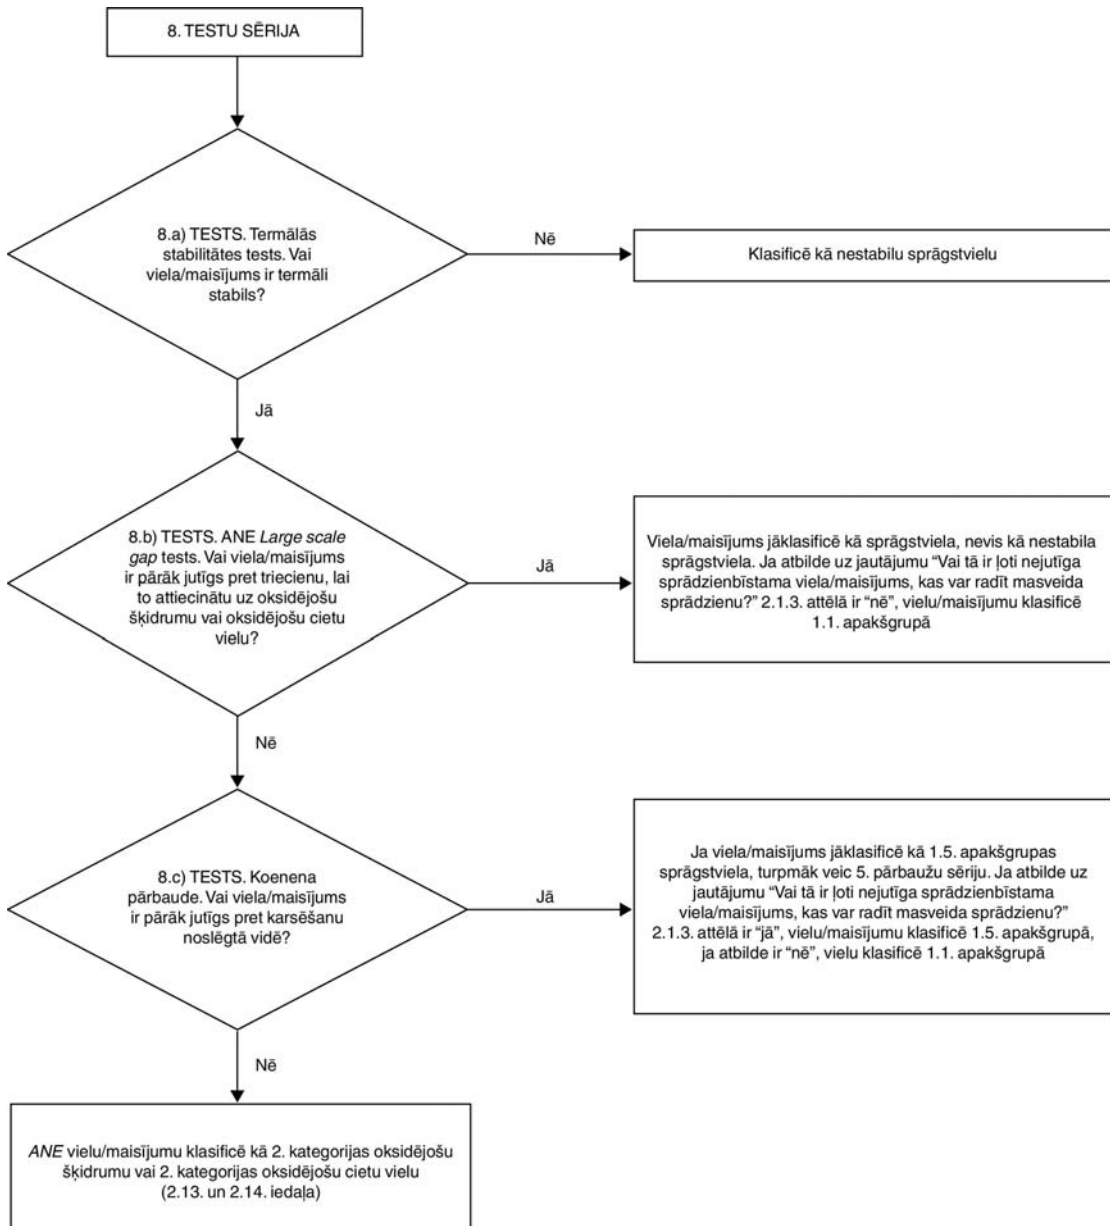 8. TESTU SĒRIJA
8.a) TESTS. Termālās
stabilitātes tests. Vai
viela/maisījums ir termāli
stabils?
Nē
Klasificē kā nestabilu sprāgstvielu
Jā
8.b) TESTS. ANE Large scale
gap tests. Vai viela/maisījums
ir pārāk jutīgs pret triecienu, lai
to attiecinātu uz oksidējošu
šķidrumu vai oksidējošu cietu
vielu?
Jā
Viela/maisījums jāklasificē kā sprāgstviela, nevis kā nestabila
sprāgstviela. Ja atbilde uz jautājumu “Vai tā ir ļoti nejutīga
sprādzienbīstama viela/maisījums, kas var radīt masveida
sprādzienu?” 2.1.3. attēlā ir “nē”, vielu/maisījumu klasificē
1.1. apakšgrupā
Nē
8.c) TESTS. Koenena
pārbaude. Vai viela/maisījums
ir pārāk jutīgs pret karsēšanu
noslēgtā vidē?
Jā
Ja viela/maisījums jāklasificē kā 1.5. apakšgrupas
sprāgstviela, turpmāk veic 5. pārbaužu sēriju. Ja atbilde uz
jautājumu “Vai tā ir ļoti nejutīga sprādzienbīstama
viela/maisījums, kas var radīt masveida sprādzienu?”
2.1.3. attēlā ir “jā”, vielu/maisījumu klasificē 1.5. apakšgrupā,
ja atbilde ir “nē”, vielu klasificē 1.1. apakšgrupā
Nē
ANE vielu/maisījumu klasificē kā 2. kategorijas oksidējošu
šķidrumu vai 2. kategorijas oksidējošu cietu vielu
(2.13. un 2.14. iedaļa)